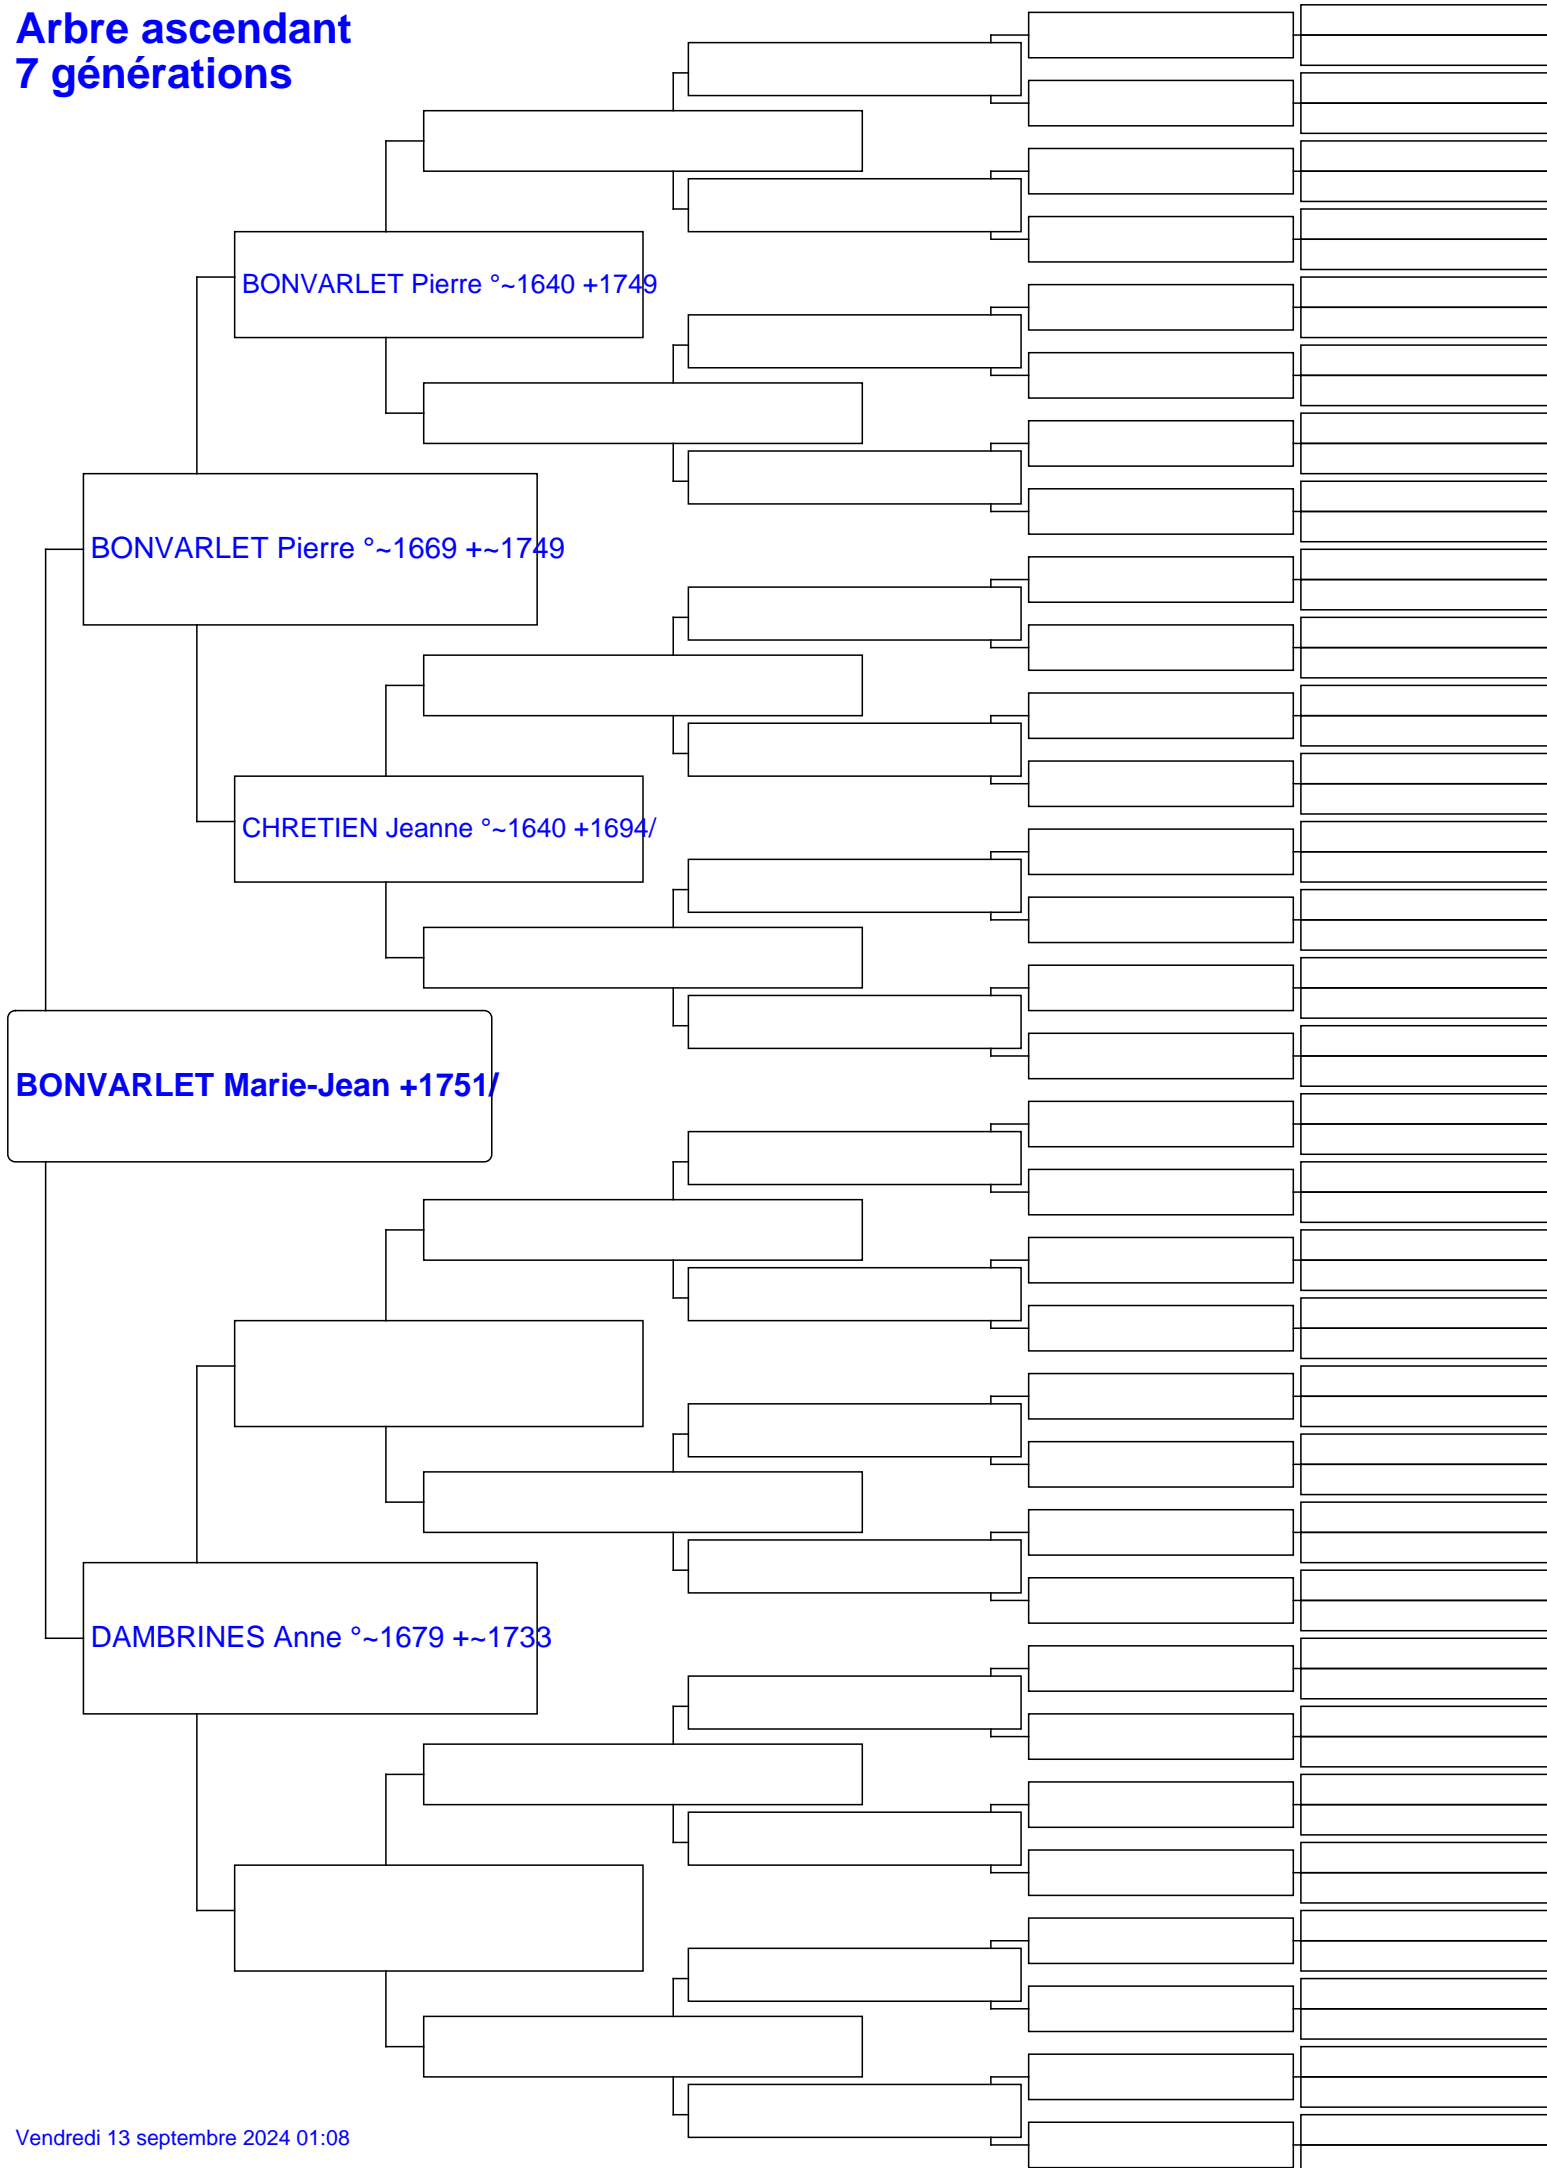 Arbre ascendant
7 générations
BONVARLET Pierre °~1640 +1749
BONVARLET Pierre °~1669 +~1749
CHRETIEN Jeanne °~1640 +1694/
BONVARLET Marie-Jean +1751/
DAMBRINES Anne °~1679 +~1733
Vendredi 13 septembre 2024 01:08